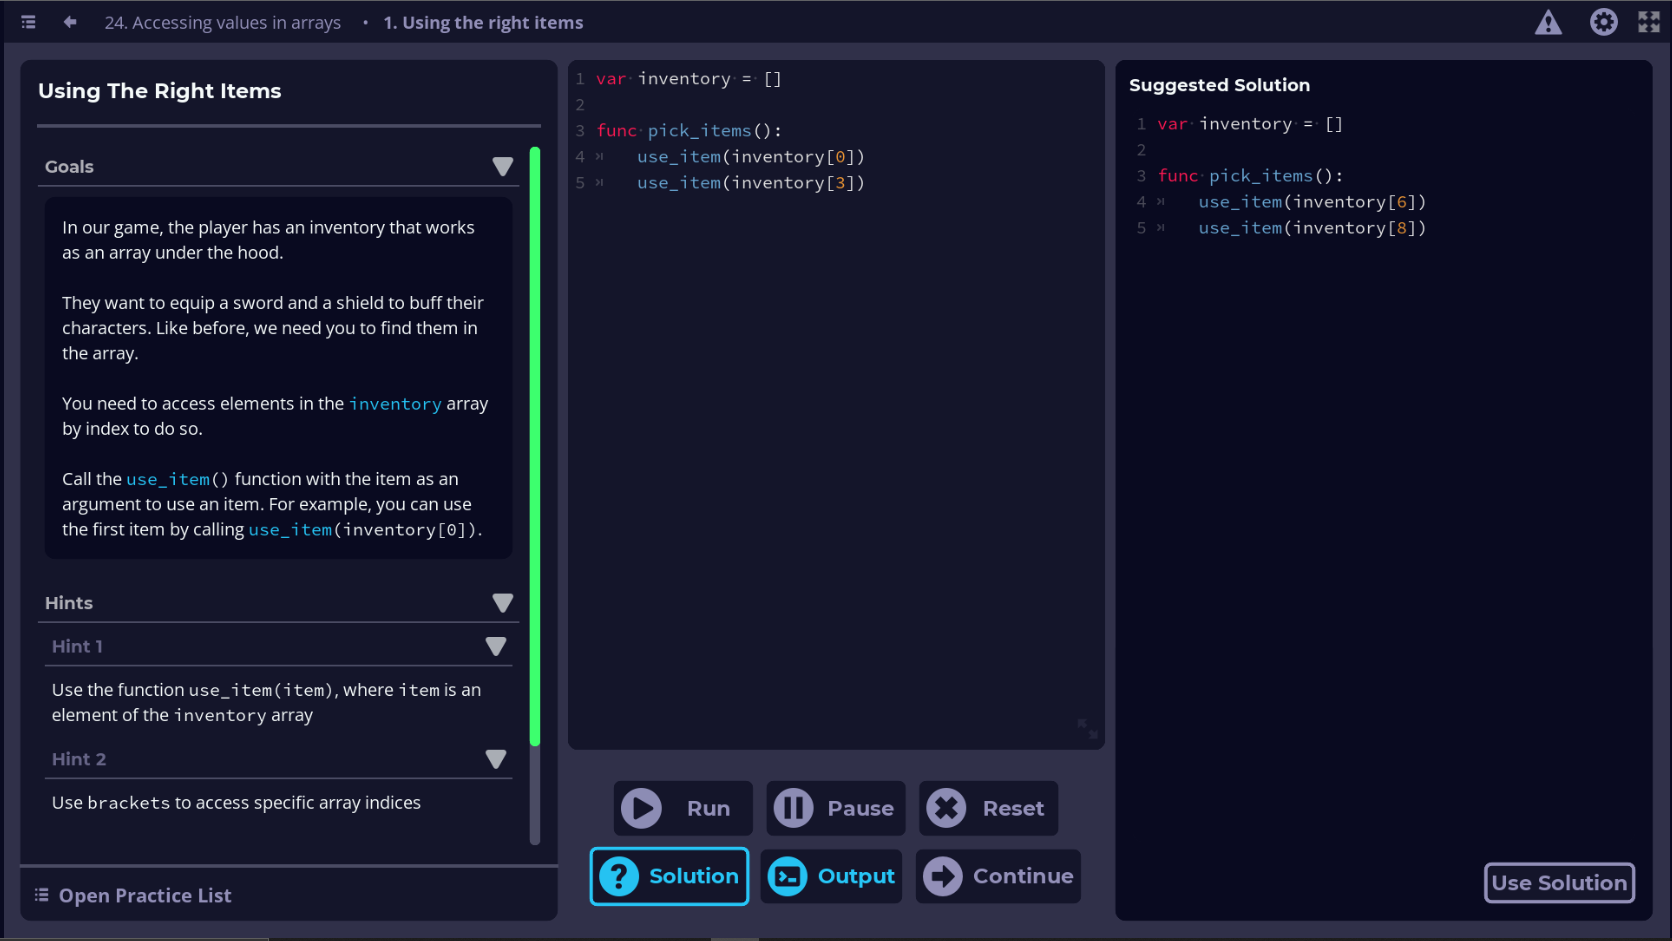 24. Accessing values in arrays • 1. Using the right items
Using The Right Items
Goals
In our game, the player has an inventory that works
as an array under the hood.
They want to equip a sword and a shield to buff their
characters. Like before, we need you to find them in
the array.
You need to access elements in the inventory array
by index to do so.
Call the use_item() function with the item as an
argument to use an item. For example, you can use
the first item by calling use_item(inventory[0]).
Hints
Hint 1
Use the function use_item(item), where item is an
element of the inventory array
Hint 2
Use brackets to access specific array indices
Open Practice List
1 var inventory = []
2
3 func pick_items():
4 use_item(inventory[0])
5 use_item(inventory[3])
Run
Pause
Reset
Solution
Output
Continue
Suggested Solution
1 var inventory = []
2
3 func pick_items():
4 use_item(inventory[6])
5 use_item(inventory[8])
Use Solution